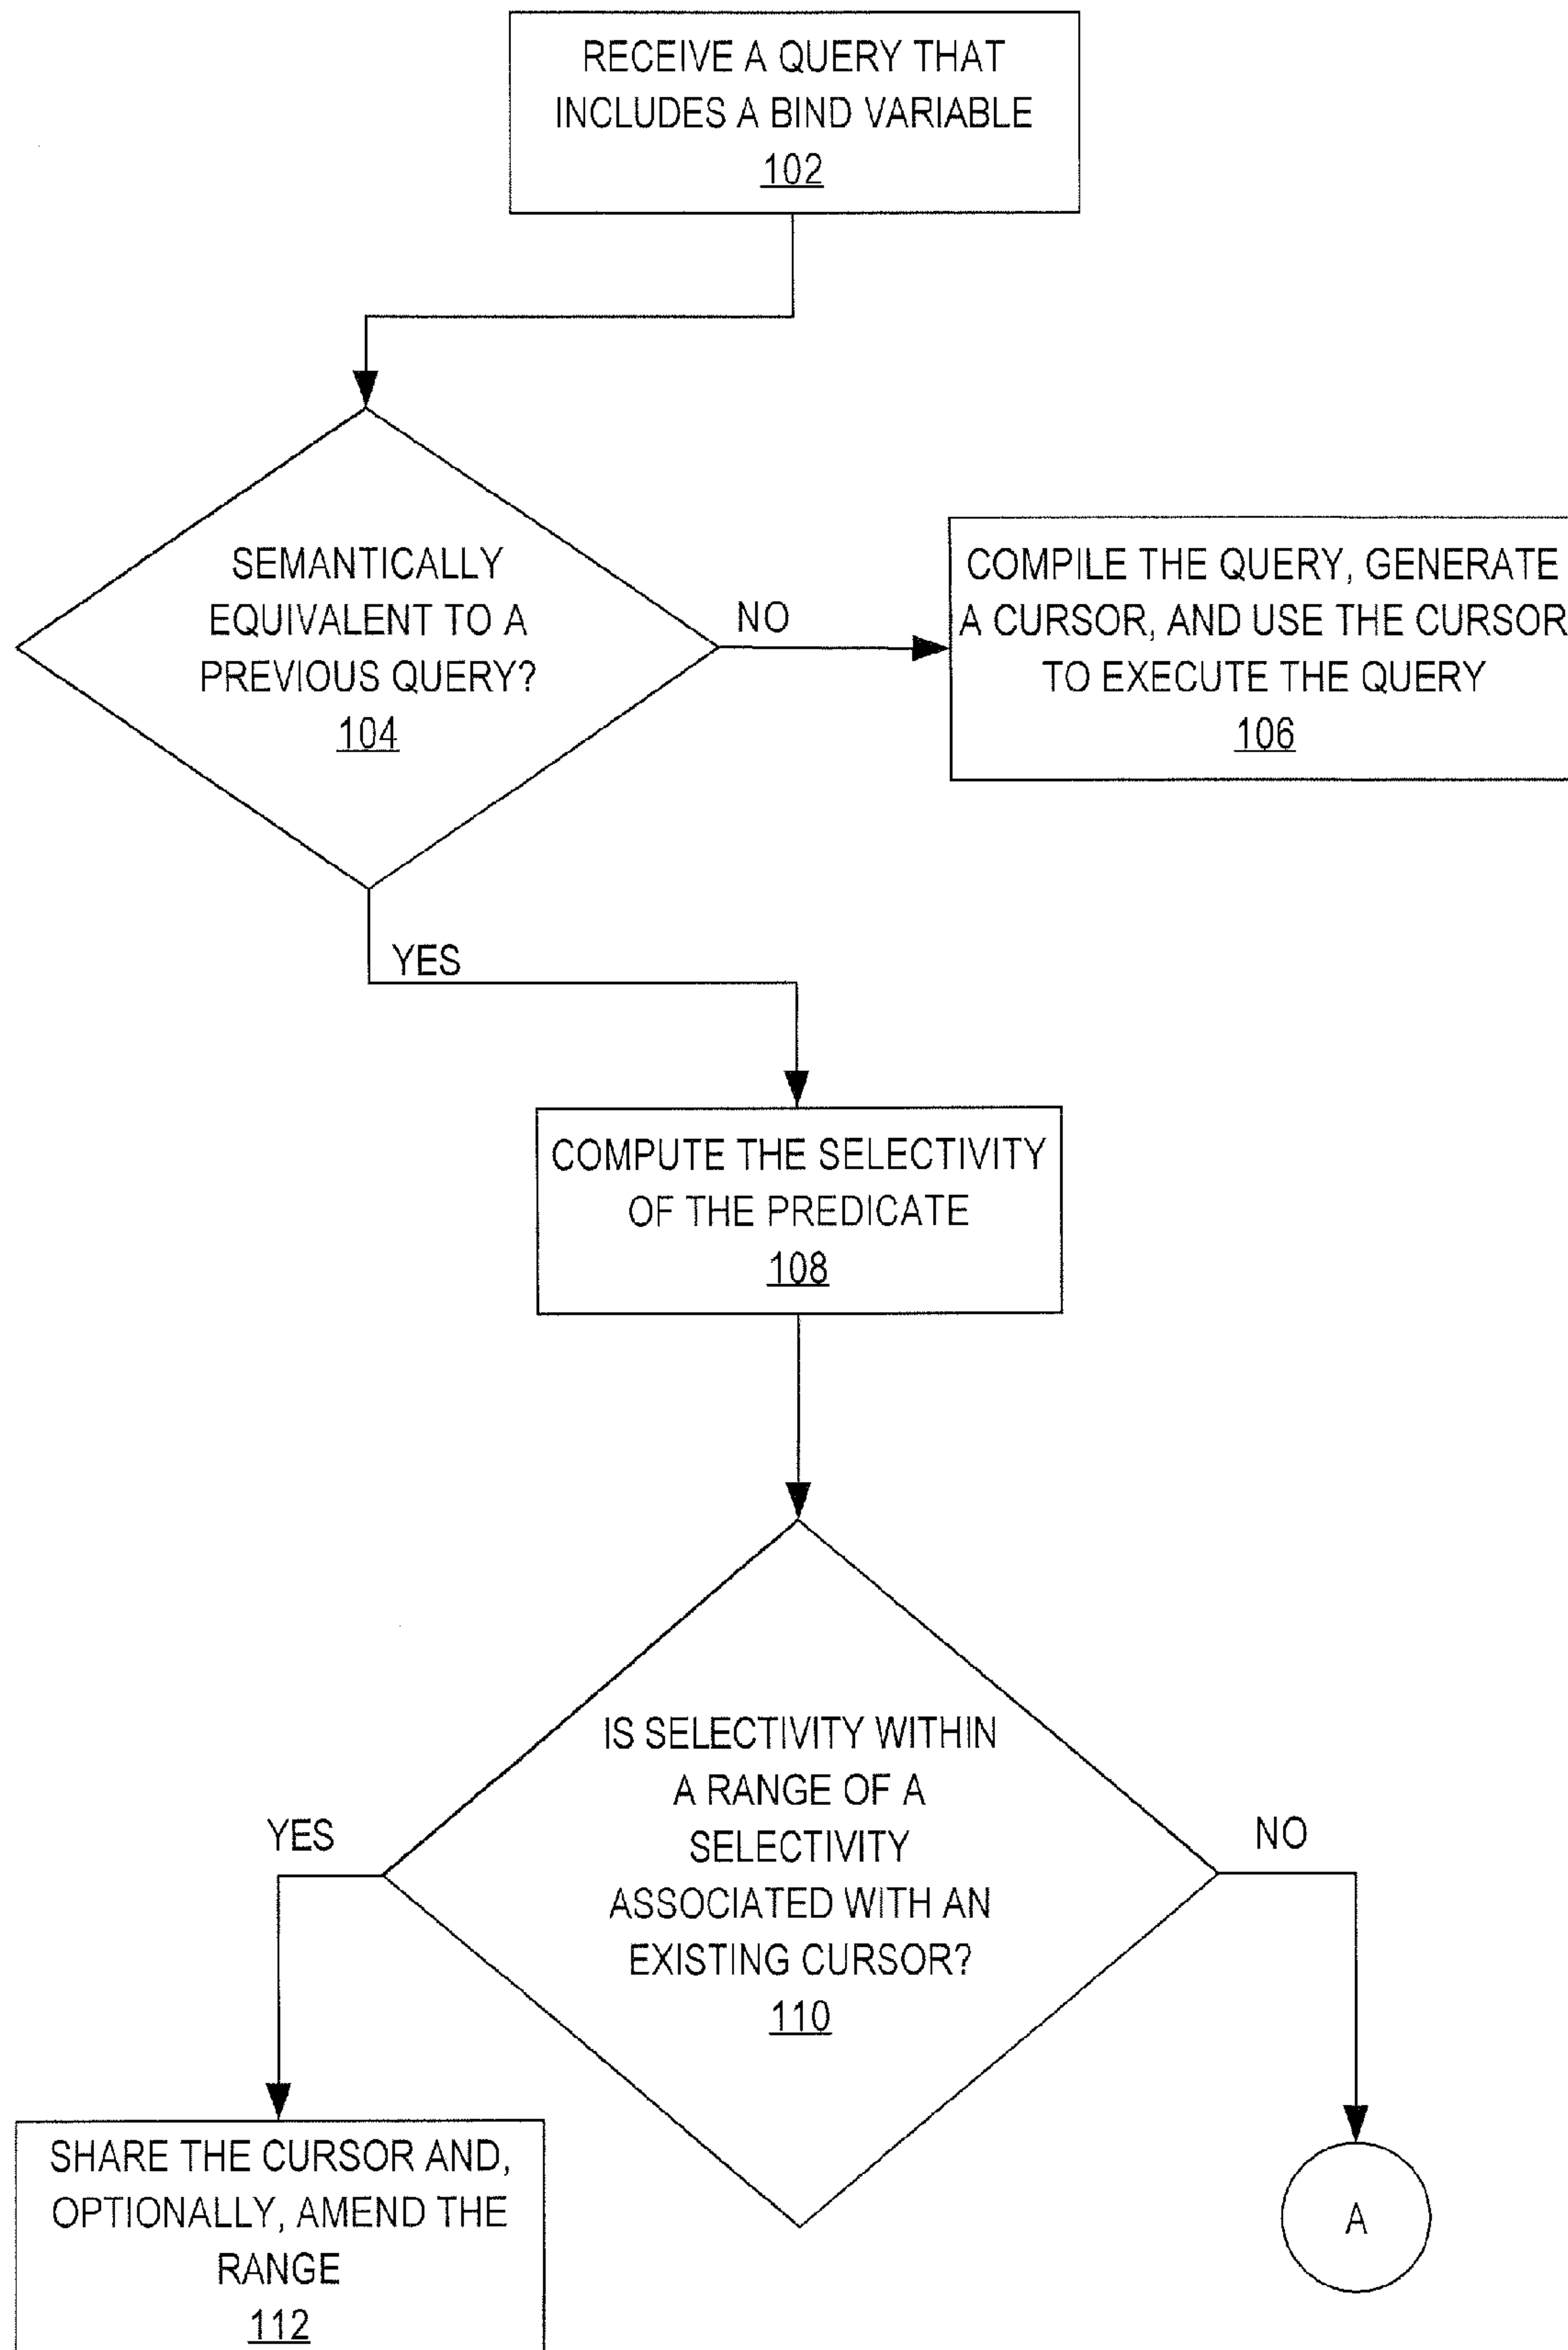 RECEIVE A QUERY THAT
INCLUDES A BIND VARIABLE
102
SEMANTICALLY
EQUIVALENT TO A
PREVIOUS QUERY?
104
NO
COMPILE THE QUERY, GENERATE
A CURSOR, AND USE THE CURSOR
TO EXECUTE THE QUERY
106
YES
COMPUTE THE SELECTIVITY
OF THE PREDICATE
108
IS SELECTIVITY WITHIN
A RANGE OF A
SELECTIVITY
ASSOCIATED WITH AN
EXISTING CURSOR?
110
YES
NO
SHARE THE CURSOR AND,
OPTIONALLY, AMEND THE
RANGE
112
A